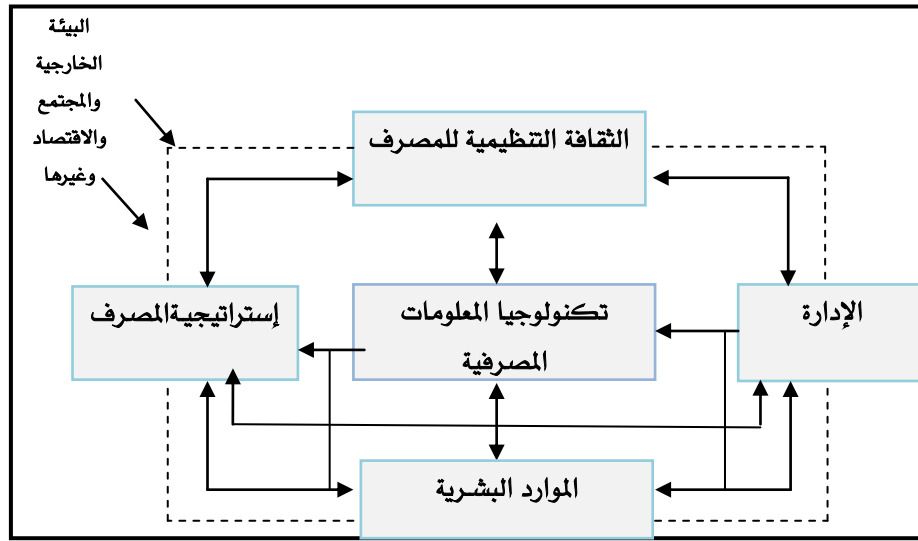 البيئة
الخارجية
والمجتمع
والاقتصاد
وغيرها
الثقافة التنظيمية للمصرف
الإدارة
تكنولوجيا المعلومات
المصرفية
إستراتيجيةالمصرف
الموارد البشرية